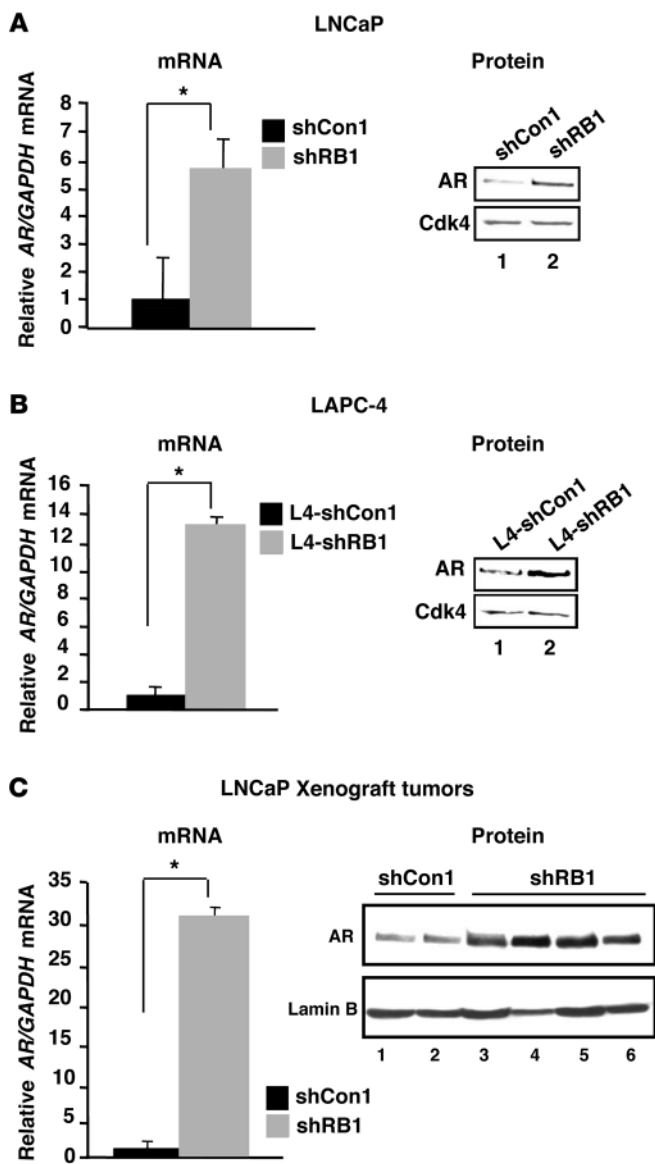 A
LNCaP
mRNA
Protein
Relative AR/GAPDH mRNA
8
7
6
5
4
3
2
1
0
*
shCon1
shRB1
shCon1
shRB1
AR
Cdk4
1 2
B
LAPC-4
mRNA
Protein
Relative AR/GAPDH mRNA
16
14
12
10
8
6
4
2
0
*
L4-shCon1
L4-shRB1
L4-shCon1
L4-shRB1
AR
Cdk4
1 2
C
LNCaP Xenograft tumors
mRNA
Protein
Relative AR/GAPDH mRNA
35
30
20
30
10
5
0
*
shCon1
shRB1
shCon1 shRB1
AR
Lamin B
1 2 3 4 5 6